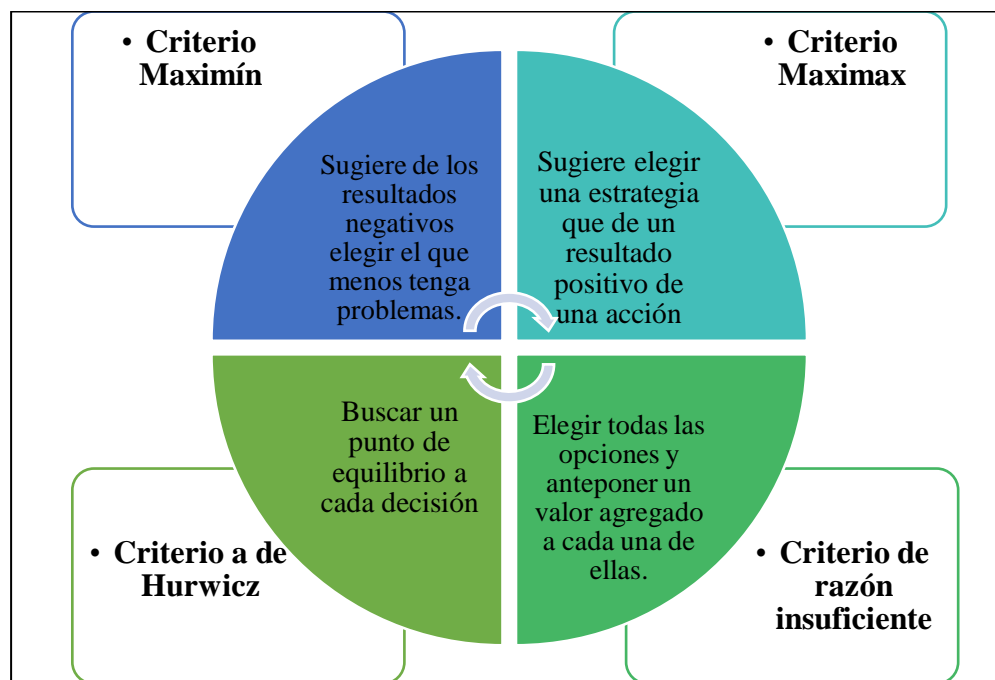 • Criterio
Maximín
• Criterio
Maximax
Sugiere de los
resultados
negativos
elegir el que
menos tenga
problemas.
Sugiere elegir
una estrategia
que de un
resultado
positivo de
una acción
Buscar un
punto de
equilibrio a
cada decisión
Elegir todas las
opciones y
anteponer un
valor agregado
a cada una de
ellas.
• Criterio a de
Hurwicz
• Criterio de
razón
insuficiente